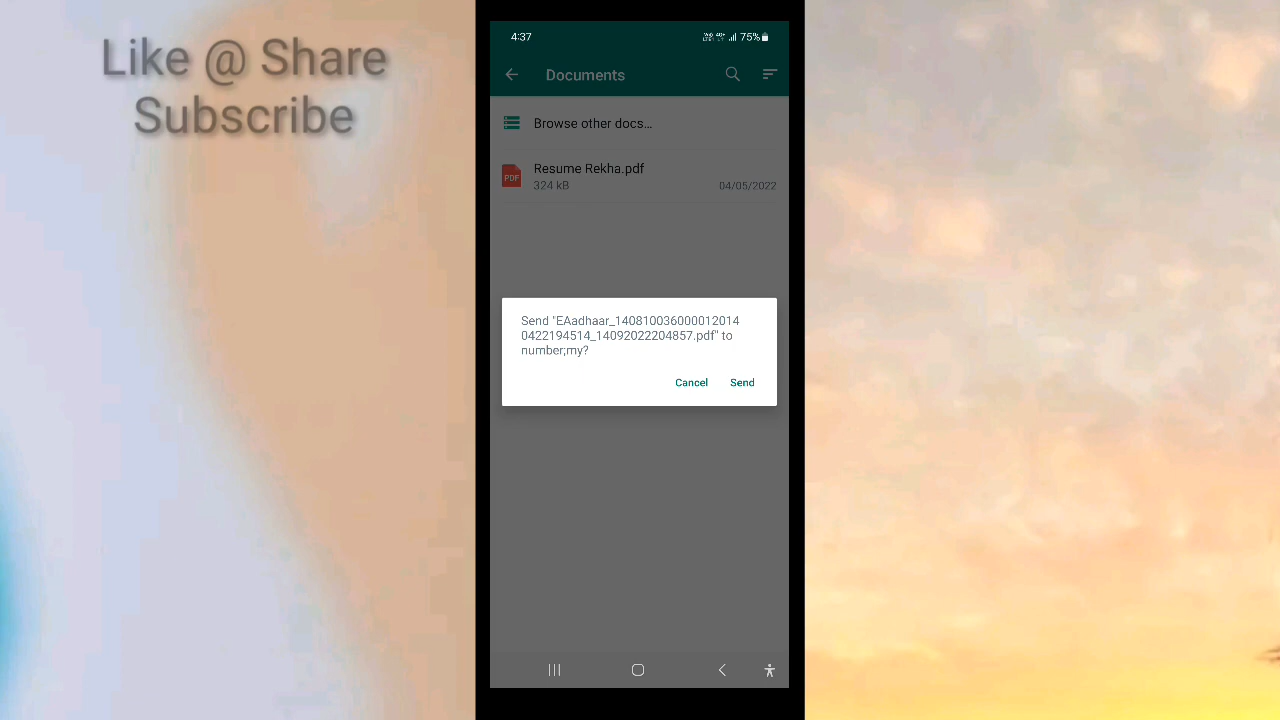 Like @ Share
Subscribe
4:37
75%
Documents
Browse other docs...
Resume Rekha.pdf
324 kB
04/05/2022
PDF
Send "EAadhaar_140810036000012014
0422194514_14092022204857.pdf" to
number;my?
Cancel Send